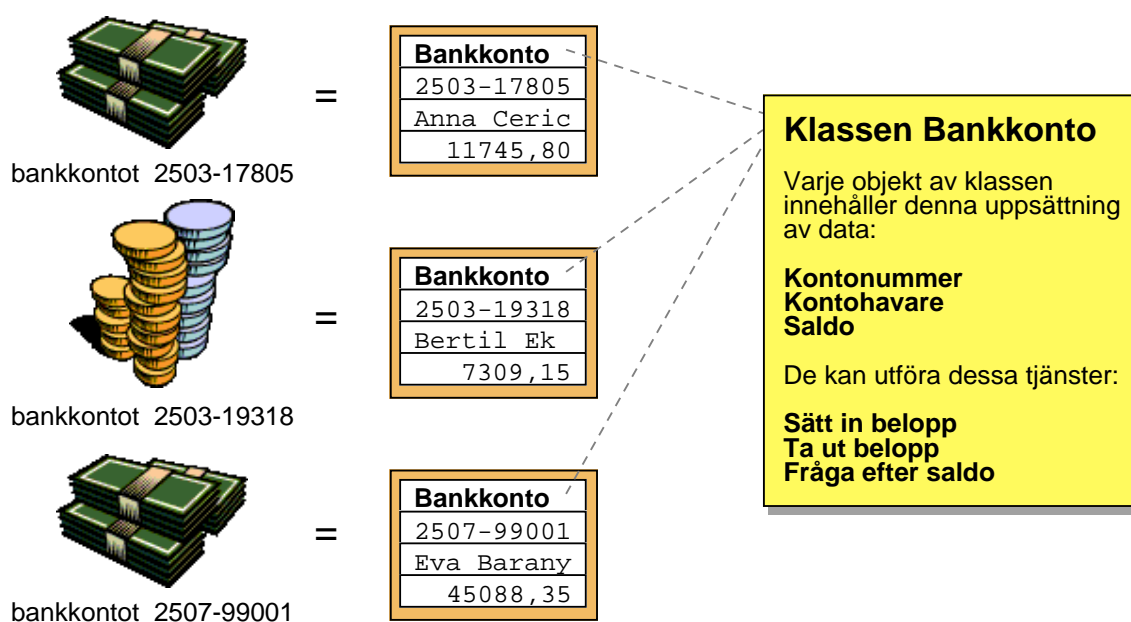 =
Bankkonto
2503-17805
Anna Ceric
11745,80
bankkontot 2503-17805
=
Bankkonto
2503-19318
Bertil Ek
7309,15
bankkontot 2503-19318
=
Bankkonto
2507-99001
Eva Barany
45088,35
bankkontot 2507-99001
Klassen Bankkonto
Varje objekt av klassen
innehåller denna uppsättning
av data:
Kontonummer
Kontohavare
Saldo
De kan utföra dessa tjänster:
Sätt in belopp
Ta ut belopp
Fråga efter saldo